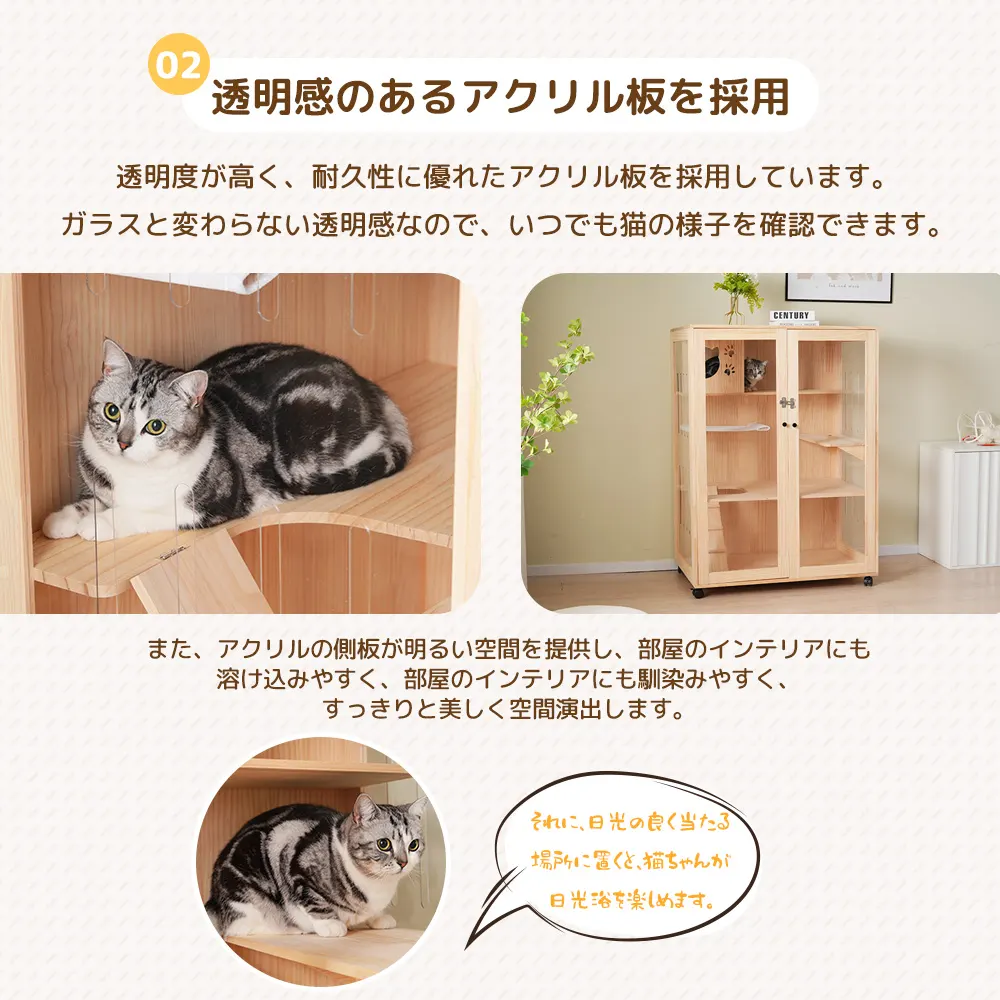 02
透明感のあるアクリル板を採用
透明度が高く、耐久性に優れたアクリル板を採用しています。
ガラスと変わらない透明感なので、いつでも猫の様子を確認できます。
CENTURY
また、アクリルの側板が明るい空間を提供し、部屋のインテリアにも
溶け込みやすく、部屋のインテリアにも馴染みやすく、
すっきりと美しく空間演出します。
それに、日光の良く当たる
場所に置くと、猫ちゃんが
日光浴を楽しめます。